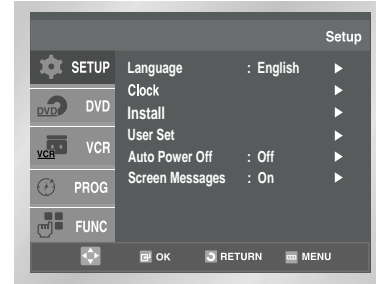 Setup
SETUP
Language : English ►
Clock ►
DVD DVD
Install ►
User Set ►
VCR VCR
Auto Power Off : Off ►
Screen Messages : On ►
PROG
FUNC
OK RETURN MENU